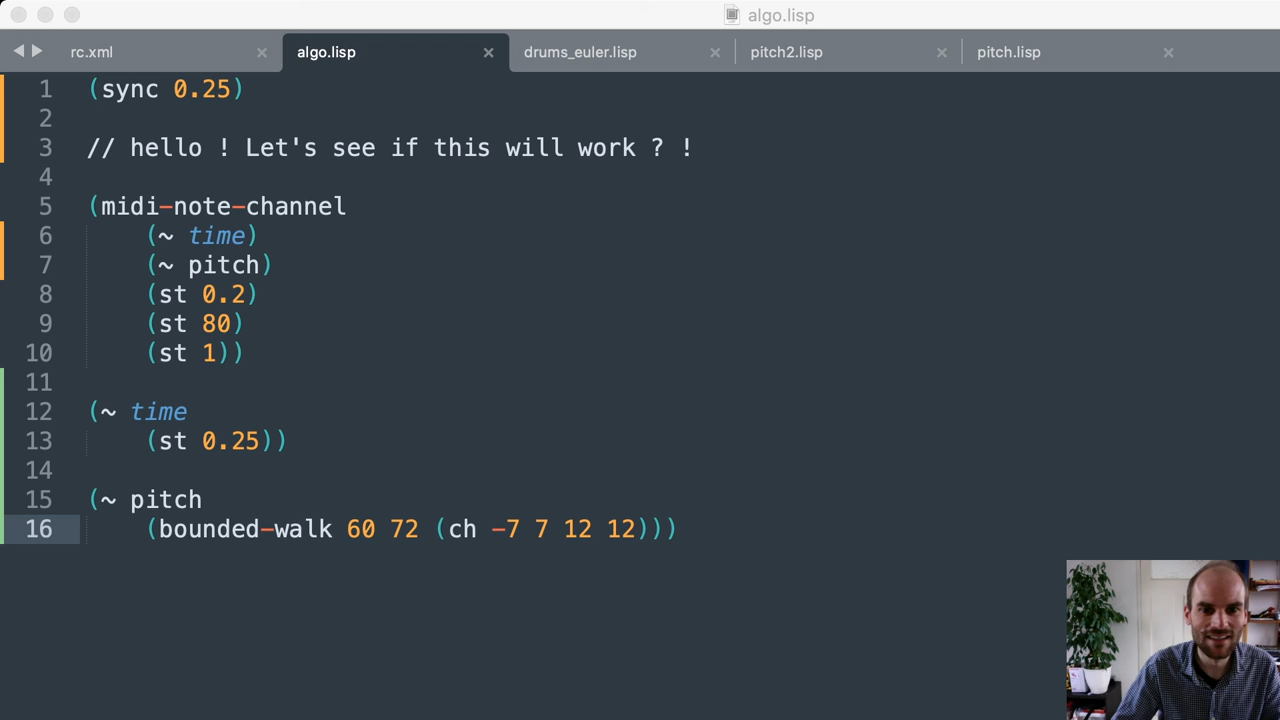 algo.lisp
rc.xml × algo.lisp × drums_euler.lisp × pitch2.lisp × pitch.lisp ×
1 (sync 0.25)
2
3 // hello ! Let's see if this will work ? !
4
5 (midi-note-channel
6 (~ time)
7 (~ pitch)
8 (st 0.2)
9 (st 80)
10 (st 1))
11
12 (~ time
13 (st 0.25))
14
15 (~ pitch
16 (bounded-walk 60 72 (ch -7 7 12 12)))